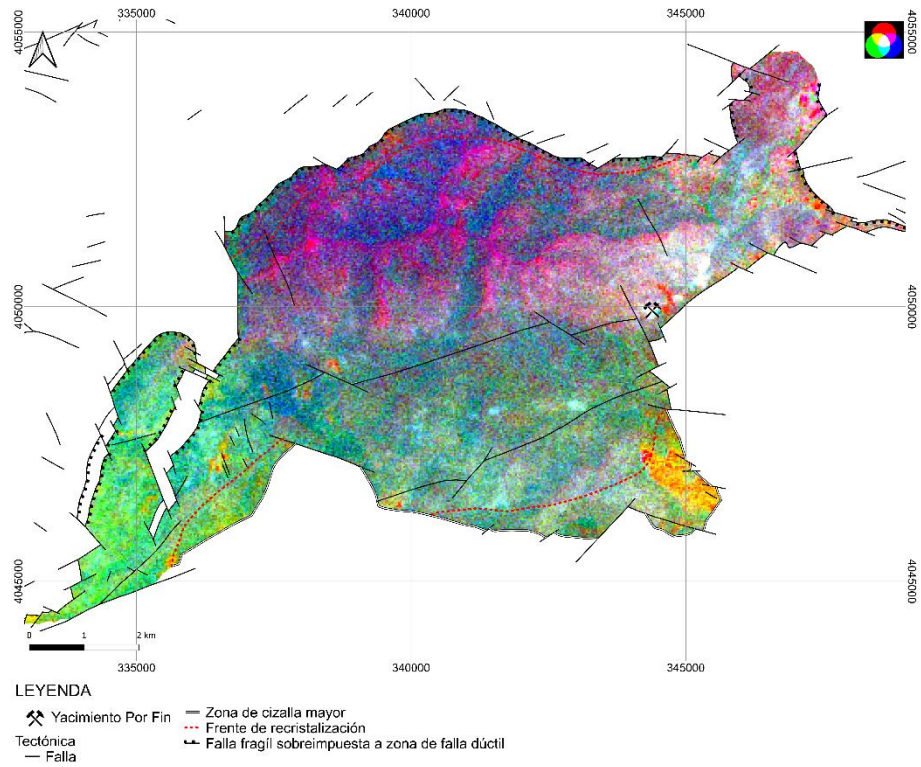 335000
340000
345000
4055000
4055000
4050000
4050000
4045000
4045000
0 1 2 km
335000
340000
345000
LEYENDA
Yacimiento Por Fin
Tectónica
Falla
Zona de cizalla mayor
Frente de recristalización
Falla fragíl sobreimpuesta a zona de falla dúctil